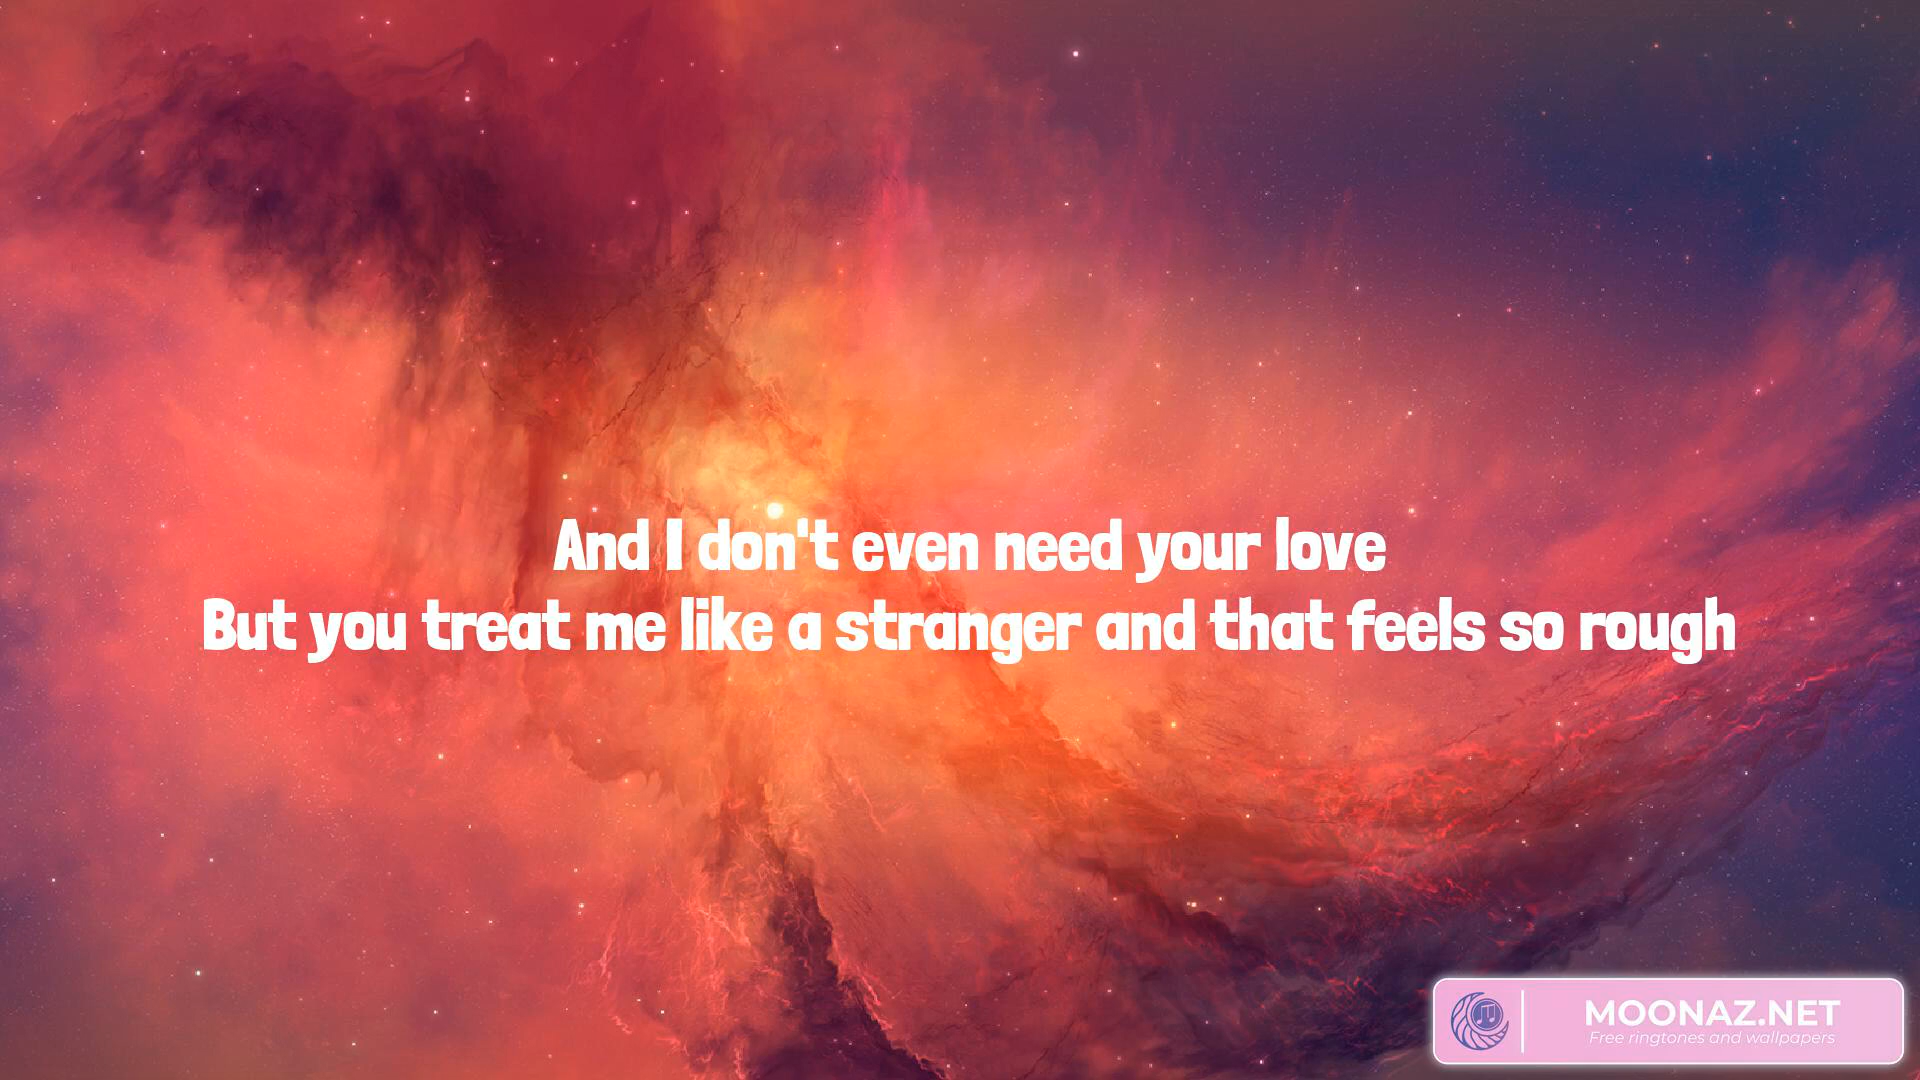 And I don't even need your love
But you treat me like a stranger and that feels so rough
MOONAZ.NET
Free ringtones and wallpapers